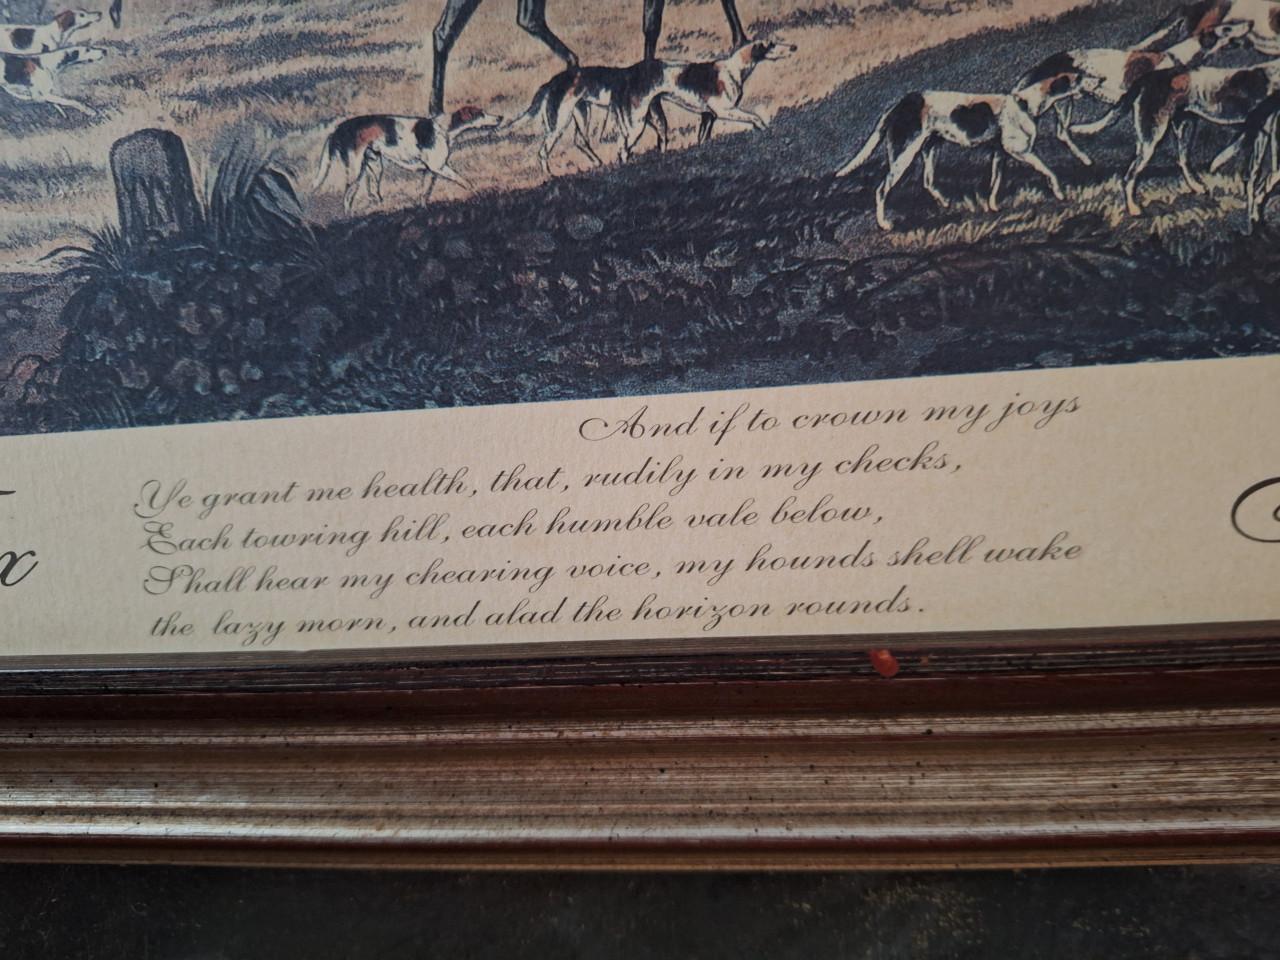 And if to crown my joys
Ye grant me health, that, rudily in my checks,
Each towring hill, each humble vale below,
Shall hear my chearing voice, my hounds shell wake
the lazy morn, and alad the horizon rounds.
x